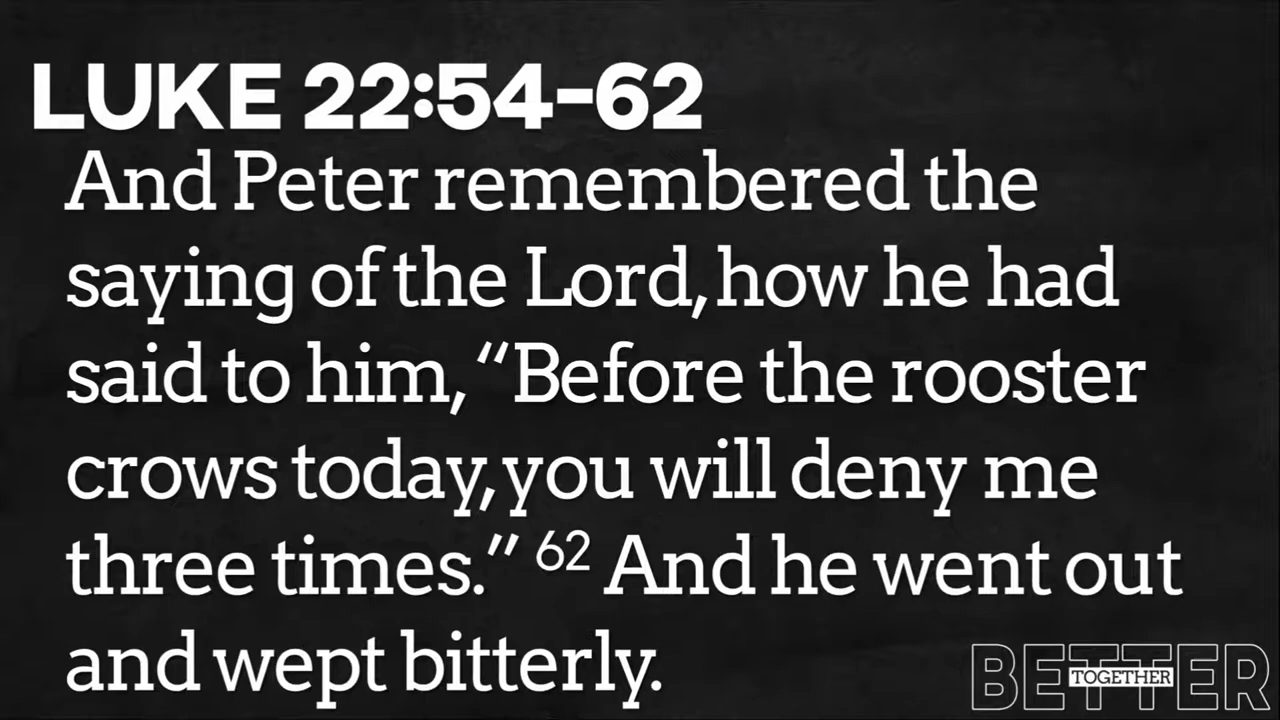 LUKE 22:54-62
And Peter remembered the
saying of the Lord, how he had
said to him, “Before the rooster
crows today, you will deny me
three times.” 62 And he went out
and wept bitterly.
BETTER
TOGETHER